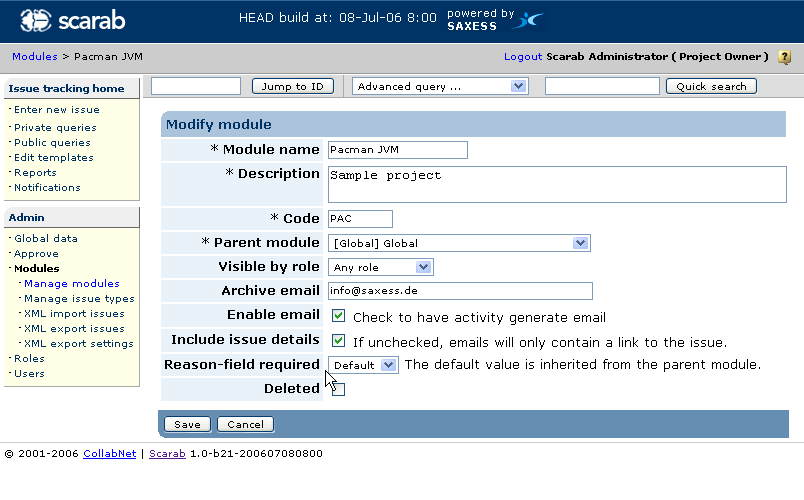 scarab HEAD build at: 08-Jul-06 8:00 powered by SAXESS
Modules > Pacman JVM Logout Scarab Administrator ( Project Owner ) ?
Issue tracking home
Enter new issue
Private queries
Public queries
Edit templates
Reports
Notifications
Admin
Global data
Approve
Modules
Manage modules
Manage issue types
XML import issues
XML export issues
XML export settings
Roles
Users
Jump to ID Advanced query ... Quick search
Modify module
* Module name Pacman JVM
* Description Sample project
* Code PAC
* Parent module [Global] Global
Visible by role Any role
Archive email info@saxess.de
Enable email Check to have activity generate email
Include issue details If unchecked, emails will only contain a link to the issue.
Reason-field required Default The default value is inherited from the parent module.
Deleted
Save Cancel
© 2001-2006 CollabNet | Scarab 1.0-b21-200607080800